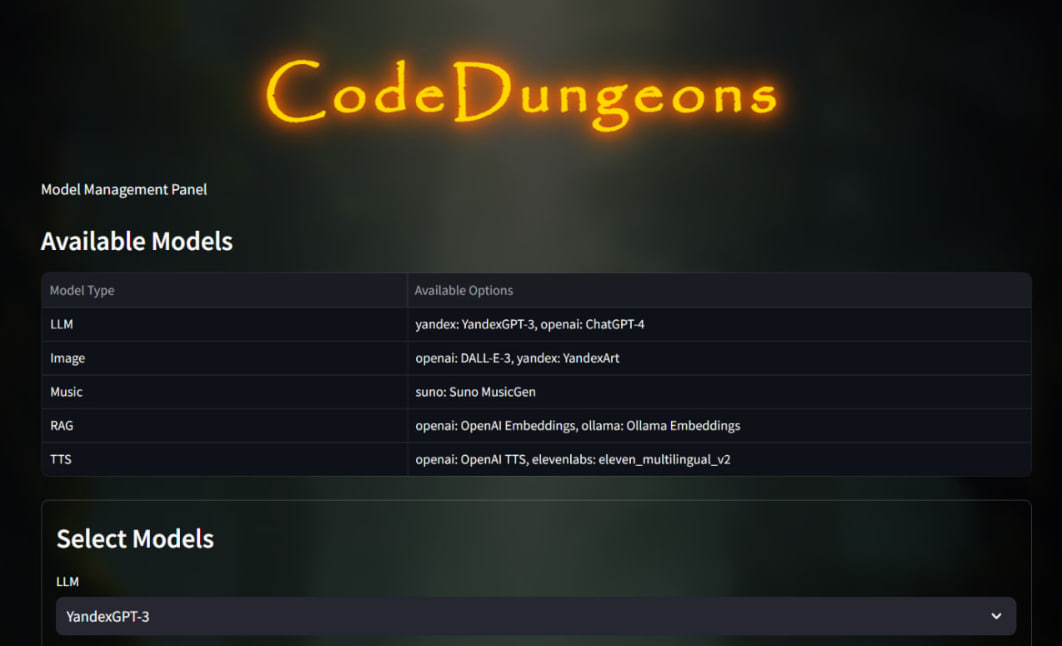 CodeDungeons
Model Management Panel
Available Models
Model Type Available Options
LLM yandex: YandexGPT-3, openai: ChatGPT-4
Image openai: DALL-E-3, yandex: YandexArt
Music suno: Suno MusicGen
RAG openai: OpenAI Embeddings, ollama: Ollama Embeddings
TTS openai: OpenAI TTS, elevenlabs: eleven_multilingual_v2
Select Models
LLM
YandexGPT-3